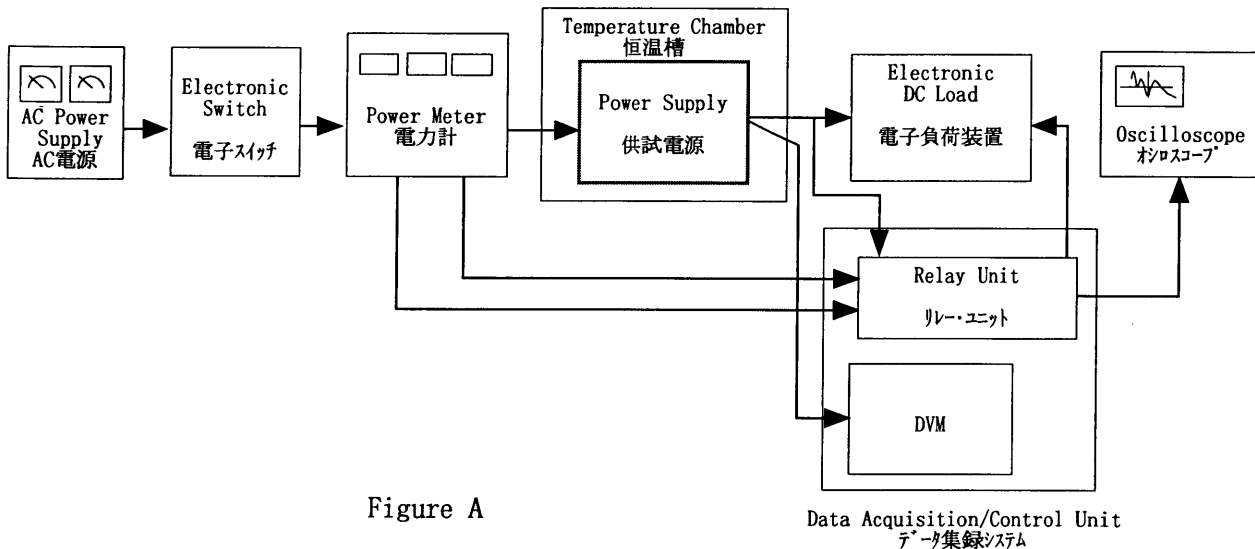 AC Power
Supply
AC電源
Electronic
Switch
電子スイッチ
Power Meter
電力計
Temperature Chamber
恒温槽
Power Supply
供試電源
Electronic
DC Load
電子負荷装置
Oscilloscope
オシロスコープ
Relay Unit
リレー・ユニット
DVM
Data Acquisition/Control Unit
データ集録システム
Figure A